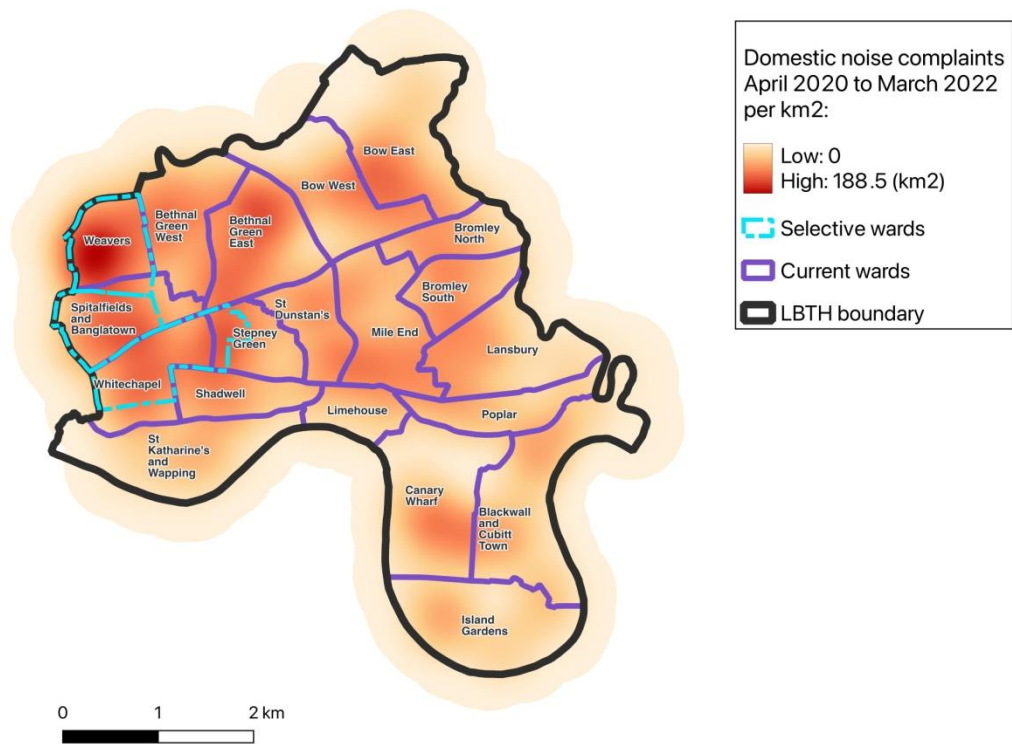 Domestic noise complaints
April 2020 to March 2022
per km2:
Low: 0
High: 188.5 (km2)
Selective wards
Current wards
LBTH boundary
Bow East
Bow West
Bethnal
Green
West
Bethnal
Green
East
Weavers
Bromley
North
Bromley
South
Spitalfields
and
Banglatown
St
Dunstan's
Stepney
Green
Mile End
Lansbury
Whitechapel
Shadwell
Limehouse
Poplar
St
Katharine's
and
Wapping
Canary
Wharf
Blackwall
and
Cubitt
Town
Island
Gardens
0 1 2 km